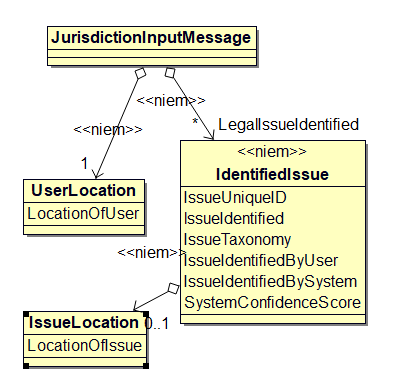 JurisdictionInputMessage
<<niem>>
<<niem>>
*
LegalIssueIdentified
1
<<niem>>
IdentifiedIssue
IssueUniqueID
IssueIdentified
IssueTaxonomy
IssueIdentifiedByUser
IssueIdentifiedBySystem
SystemConfidenceScore
UserLocation
LocationOfUser
<<niem>>
0..1
IssueLocation
LocationOfIssue